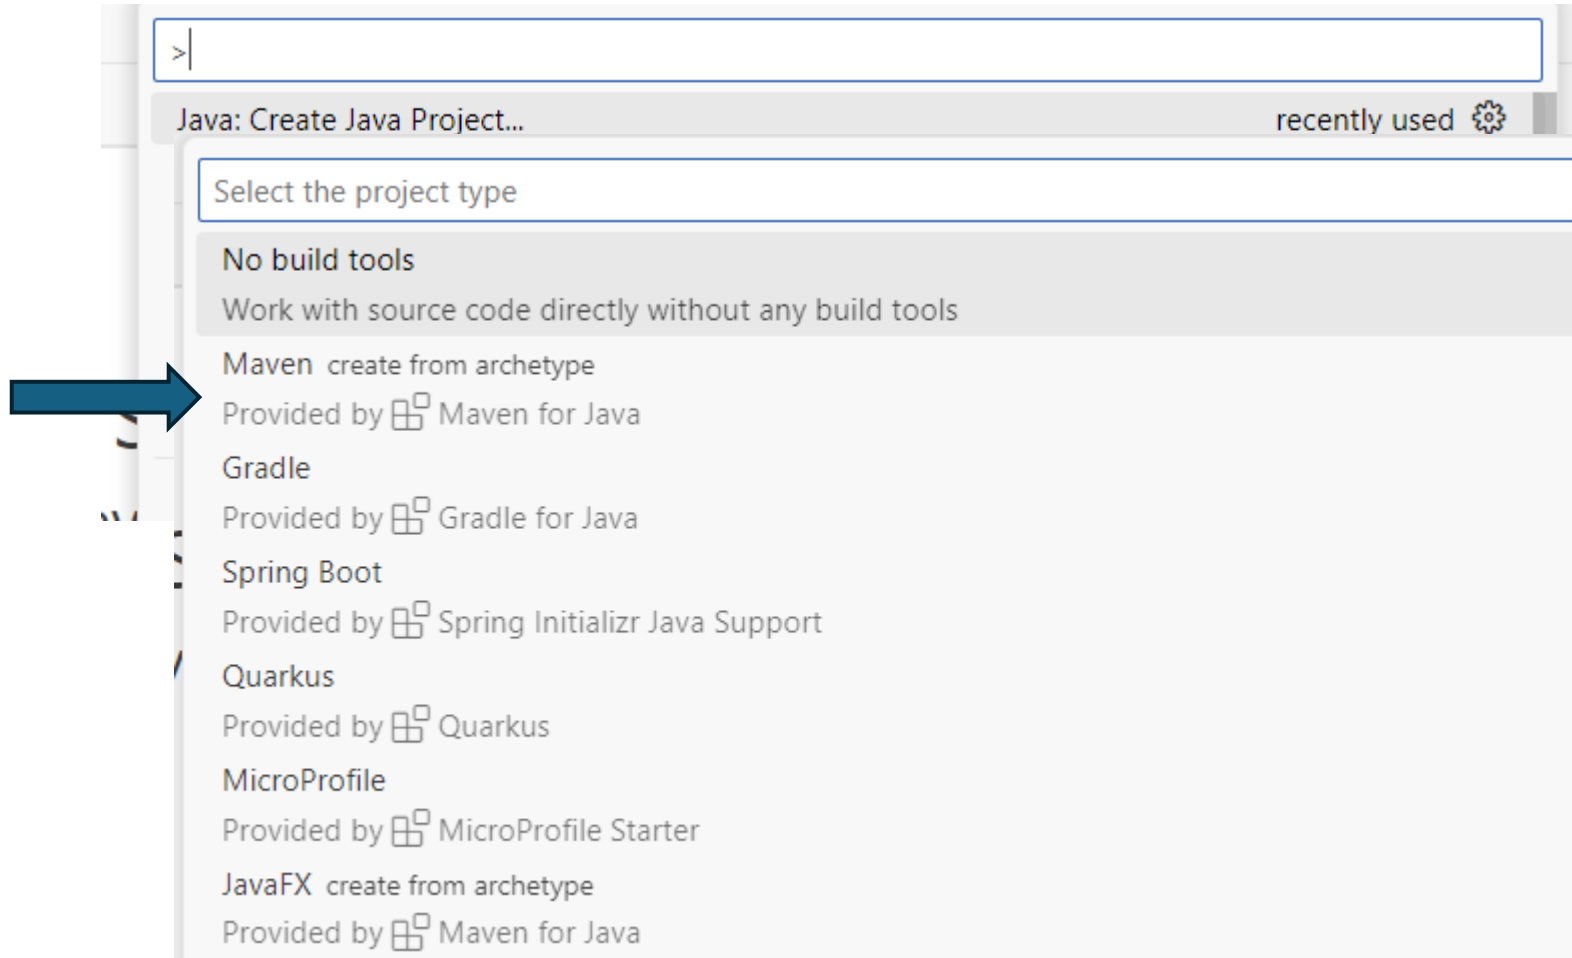 >
Java: Create Java Project... recently used
Select the project type
No build tools
Work with source code directly without any build tools
Maven create from archetype
Provided by Maven for Java
Gradle
Provided by Gradle for Java
Spring Boot
Provided by Spring Initializr Java Support
Quarkus
Provided by Quarkus
MicroProfile
Provided by MicroProfile Starter
JavaFX create from archetype
Provided by Maven for Java